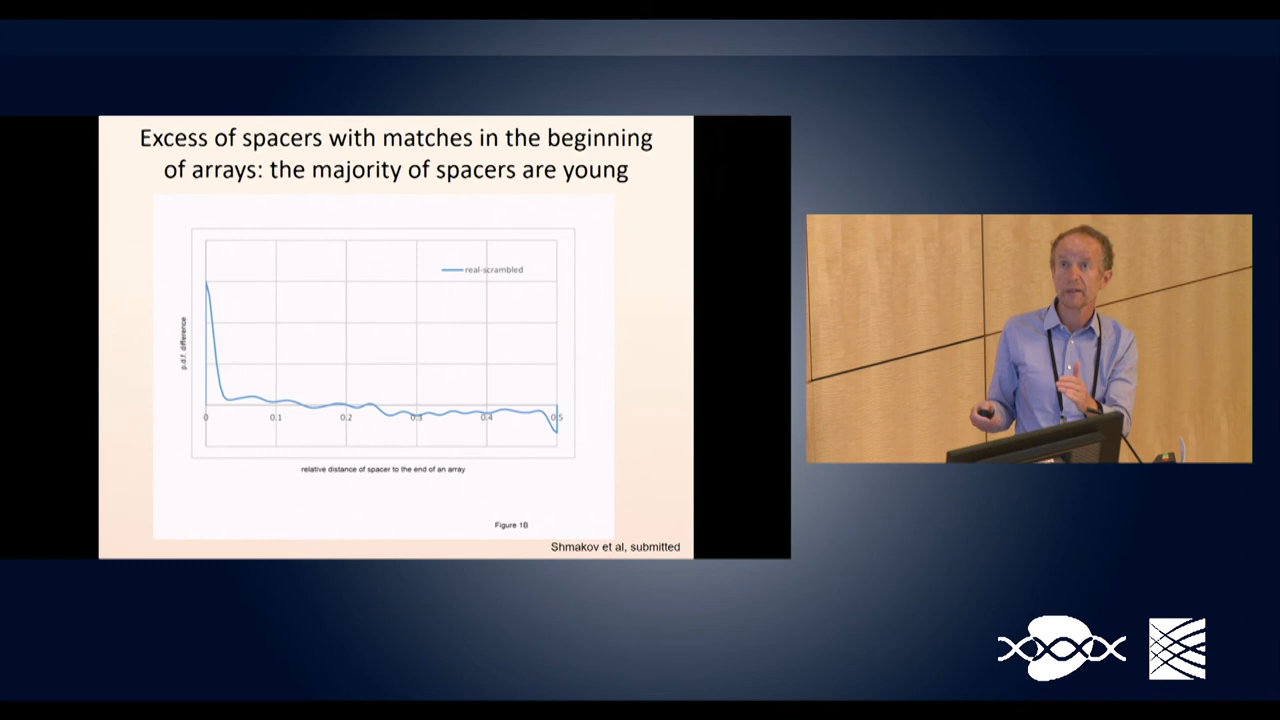 Excess of spacers with matches in the beginning
of arrays: the majority of spacers are young
real-scrambled
p.d.f. difference
0 0.1 0.2 0.3 0.4 0.5
relative distance of spacer to the end of an array
Figure 1B
Shmakov et al, submitted